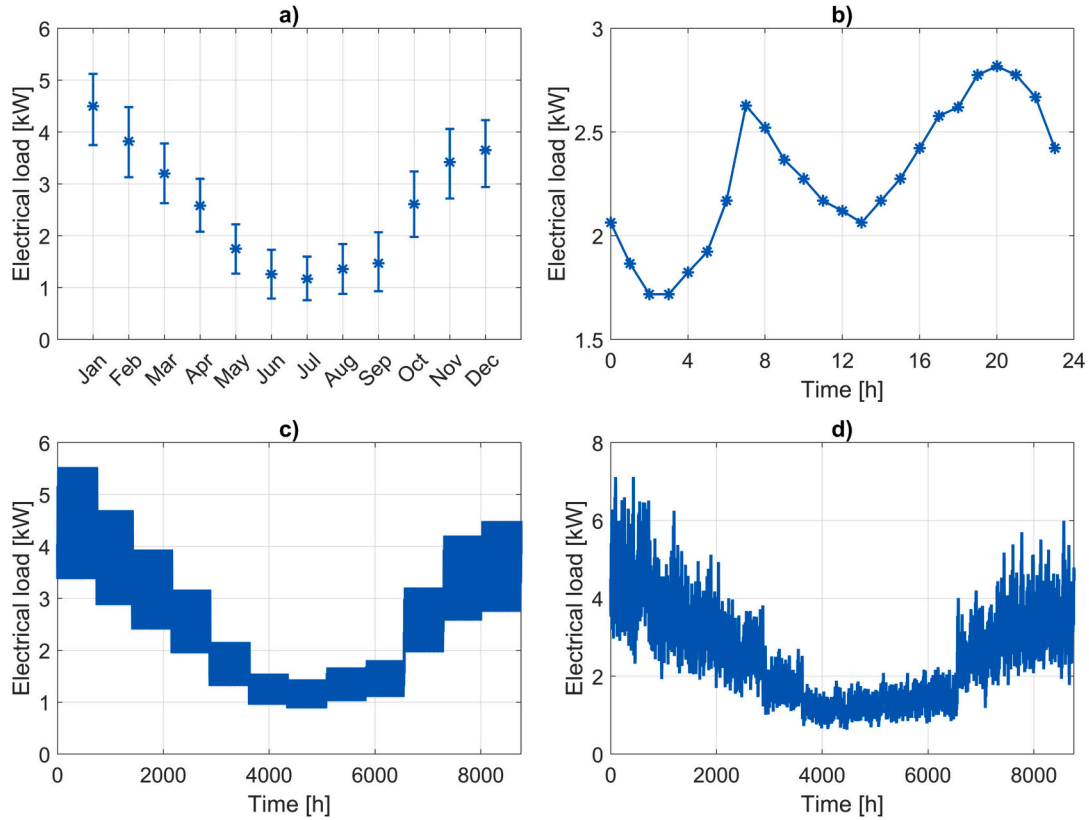 a)
Electrical load [kW]
6
5
4
3
2
1
0
Jan Feb Mar Apr May Jun Jul Aug Sep Oct Nov Dec
b)
Electrical load [kW]
3
2.5
2
1.5
0 4 8 12 16 20 24
Time [h]
c)
Electrical load [kW]
6
5
4
3
2
1
0
0 2000 4000 6000 8000
Time [h]
d)
Electrical load [kW]
8
6
4
2
0
0 2000 4000 6000 8000
Time [h]